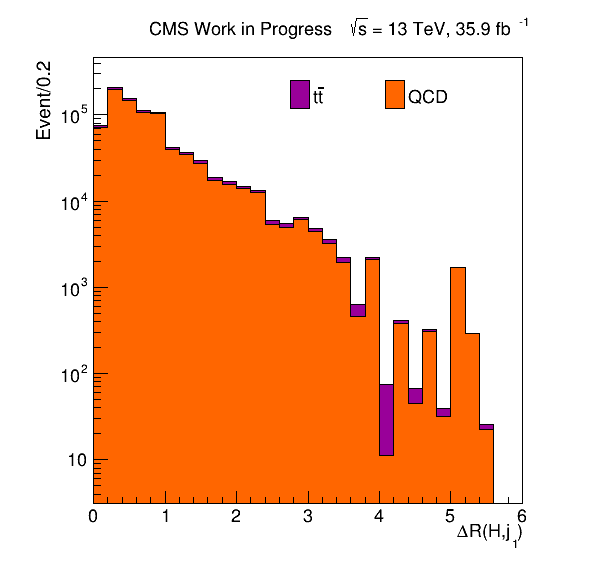 CMS Work in Progress √s = 13 TeV, 35.9 fb⁻¹
Event/0.2
tt̄
QCD
10⁵
10⁴
10³
10²
10
0 1 2 3 4 5 6
ΔR(H,j₁)